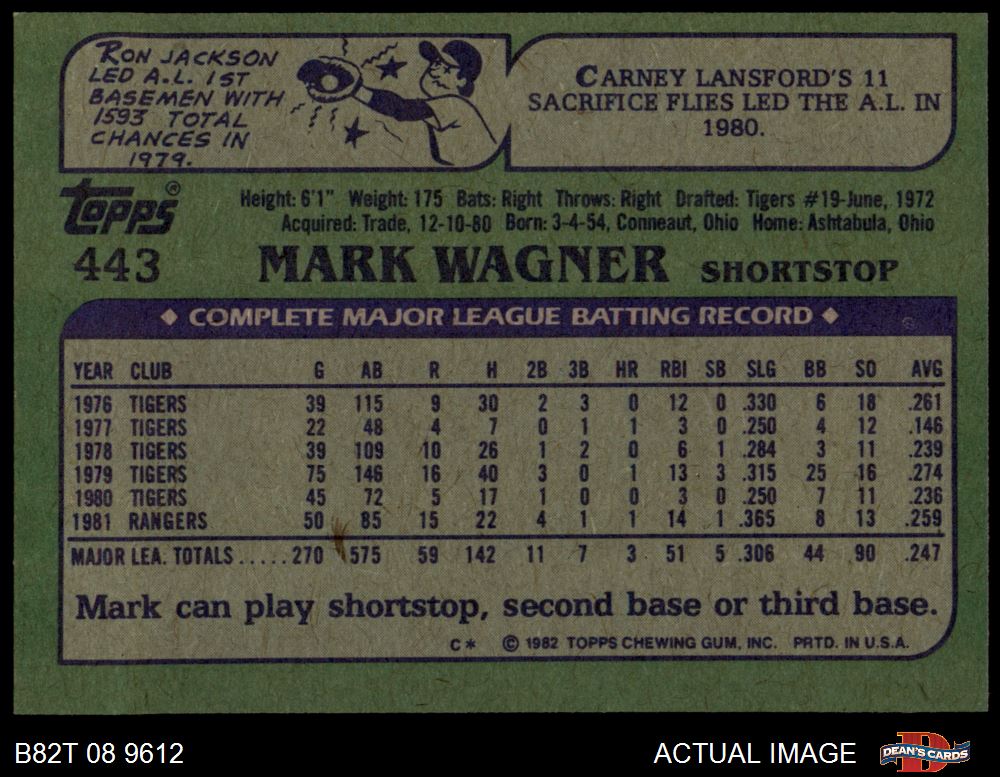 RON JACKSON
LED A.L. 1ST
BASEMEN WITH
1593 TOTAL
CHANCES IN
1979.
CARNEY LANSFORD'S 11
SACRIFICE FLIES LED THE A.L. IN
1980.
TOPPS®
443
Height: 6'1" Weight: 175 Bats: Right Throws: Right Drafted: Tigers #19-June, 1972
Acquired: Trade, 12-10-80 Born: 3-4-54, Conneaut, Ohio Home: Ashtabula, Ohio
MARK WAGNER SHORTSTOP
◆ COMPLETE MAJOR LEAGUE BATTING RECORD ◆
YEAR CLUB G AB R H 2B 3B HR RBI SB SLG BB SO AVG
1976 TIGERS 39 115 9 30 2 3 0 12 0 .330 6 18 .261
1977 TIGERS 22 48 4 7 0 1 1 3 0 .250 4 12 .146
1978 TIGERS 39 109 10 26 1 2 0 6 1 .284 3 11 .239
1979 TIGERS 75 146 16 40 3 0 1 13 3 .315 25 16 .274
1980 TIGERS 45 72 5 17 1 0 0 3 0 .250 7 11 .236
1981 RANGERS 50 85 15 22 4 1 1 14 1 .365 8 13 .259
MAJOR LEA. TOTALS.....270 575 59 142 11 7 3 51 5 .306 44 90 .247
Mark can play shortstop, second base or third base.
C* © 1982 TOPPS CHEWING GUM, INC. PRTD. IN U.S.A.
B82T 08 9612
ACTUAL IMAGE
DEAN'S CARDS